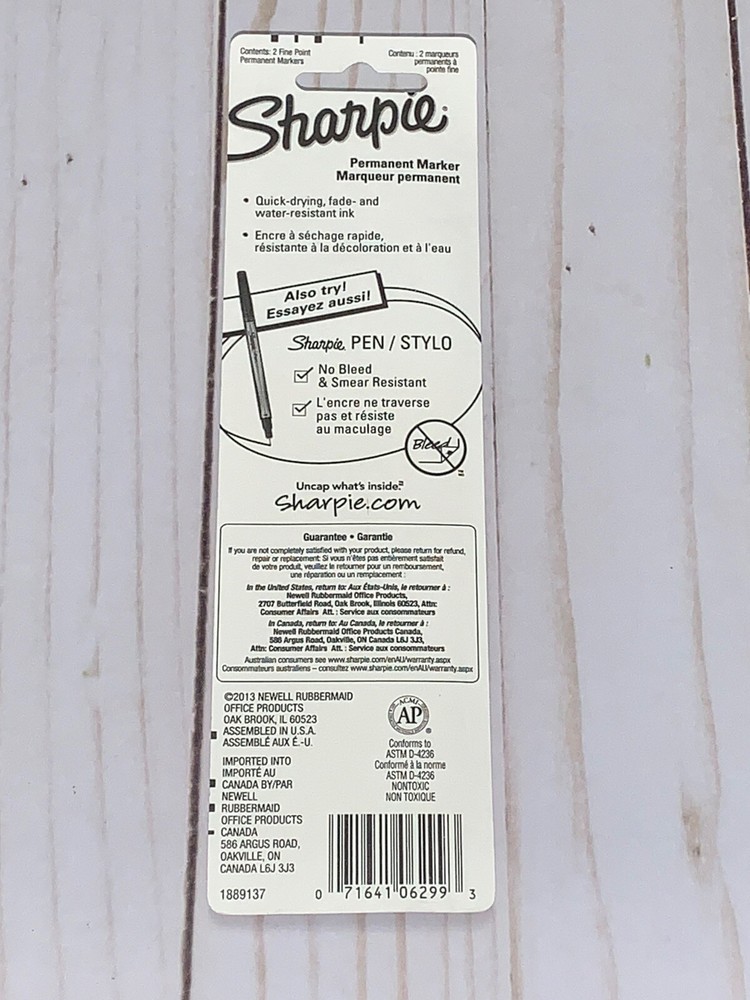 Contents: 2 Fine Point
Permanent Markers
Contenu : 2 marqueurs
permanents à
pointe fine
Sharpie®
Permanent Marker
Marqueur permanent
• Quick-drying, fade- and
water-resistant ink
• Encre à séchage rapide,
résistante à la décoloration et à l'eau
Also try!
Essayez aussi!
Sharpie. PEN / STYLO
No Bleed
& Smear Resistant
L'encre ne traverse
pas et résiste
au maculage
Bleed
Uncap what's inside.
Sharpie.com
Guarantee • Garantie
If you are not completely satisfied with your product, please return for refund,
repair or replacement. Si vous n'êtes pas entièrement satisfait
de votre produit, veuillez le retourner pour un remboursement,
une réparation ou un remplacement :
In the United States, return to: Aux États-Unis, le retourner à :
Newell Rubbermaid Office Products,
2707 Butterfield Road, Oak Brook, Illinois 60523, Attn:
Consumer Affairs Att. : Service aux consommateurs
In Canada, return to: Au Canada, le retourner à :
Newell Rubbermaid Office Products Canada,
586 Argus Road, Oakville, ON Canada L6J 3J3,
Attn: Consumer Affairs Att. : Service aux consommateurs
Australian consumers see www.sharpie.com/enAU/warranty.aspx
Consommateurs australiens – consultez www.sharpie.com/enAU/warranty.aspx
©2013 NEWELL RUBBERMAID
OFFICE PRODUCTS
OAK BROOK, IL 60523
ASSEMBLED IN U.S.A.
ASSEMBLÉ AUX É.-U.
IMPORTED INTO
IMPORTÉ AU
CANADA BY/PAR
NEWELL
RUBBERMAID
OFFICE PRODUCTS
CANADA
586 ARGUS ROAD,
OAKVILLE, ON
CANADA L6J 3J3
1889137
ACMI
AP
®
Conforms to
ASTM D-4236
Conformé à la norme
ASTM D-4236
NONTOXIC
NON TOXIQUE
0 71641 06299 3